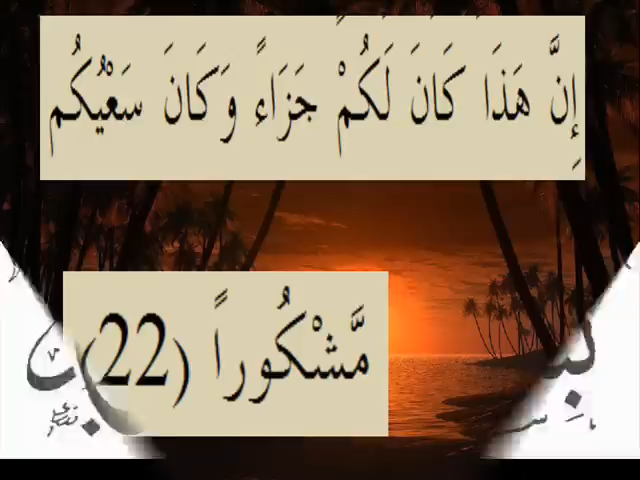 إِنَّ هَذَا كَانَ لَكُمْ جَزَاءً وَكَانَ سَعْيُكُم
مَّشْكُوراً (22)